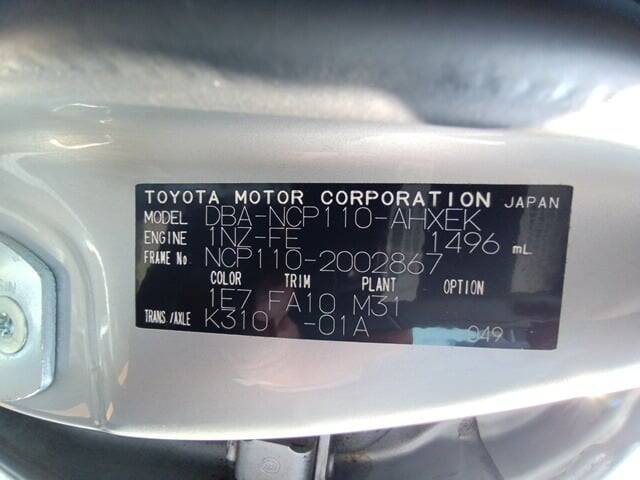 TOYOTA MOTOR CORPORATION JAPAN
MODEL DBA-NCP110-AHXEK
ENGINE 1NZ-FE 1496 mL
FRAME No NCP110-2002867
COLOR TRIM PLANT OPTION
1E7 FA10 M31
TRANS/AXLE K310 -01A 049